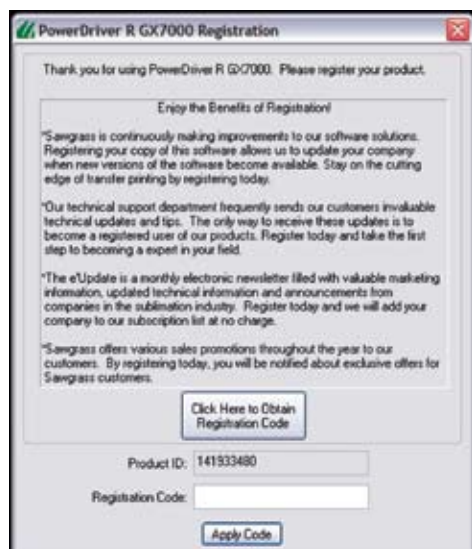 PowerDriver R GX7000 Registration
Thank you for using PowerDriver R GX7000. Please register your product.
Enjoy the Benefits of Registration!
*Sawgrass is continuously making improvements to our software solutions.
Registering your copy of this software allows us to update your company
when new versions of the software become available. Stay on the cutting
edge of transfer printing by registering today.
*Our technical support department frequently sends our customers invaluable
technical updates and tips. The only way to receive these updates is to
become a registered user of our products. Register today and take the first
step to becoming a expert in your field.
*The e'Update is a monthly electronic newsletter filled with valuable marketing
information, updated technical information and announcements from
companies in the sublimation industry. Register today and we will add your
company to our subscription list at no charge.
*Sawgrass offers various sales promotions throughout the year to our
customers. By registering today, you will be notified about exclusive offers for
Sawgrass customers.
Click Here to Obtain
Registration Code
Product ID: 141933480
Registration Code:
Apply Code